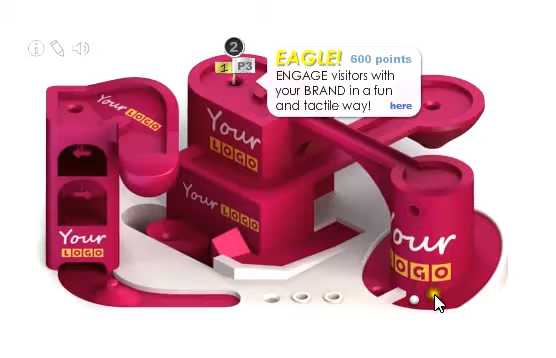 2
1 P3
EAGLE! 600 points
ENGAGE visitors with
your BRAND in a fun
and tactile way!
here
Your LOGO
Your
LOGO
Your LOGO
Your
LOGO
Your
LOGO